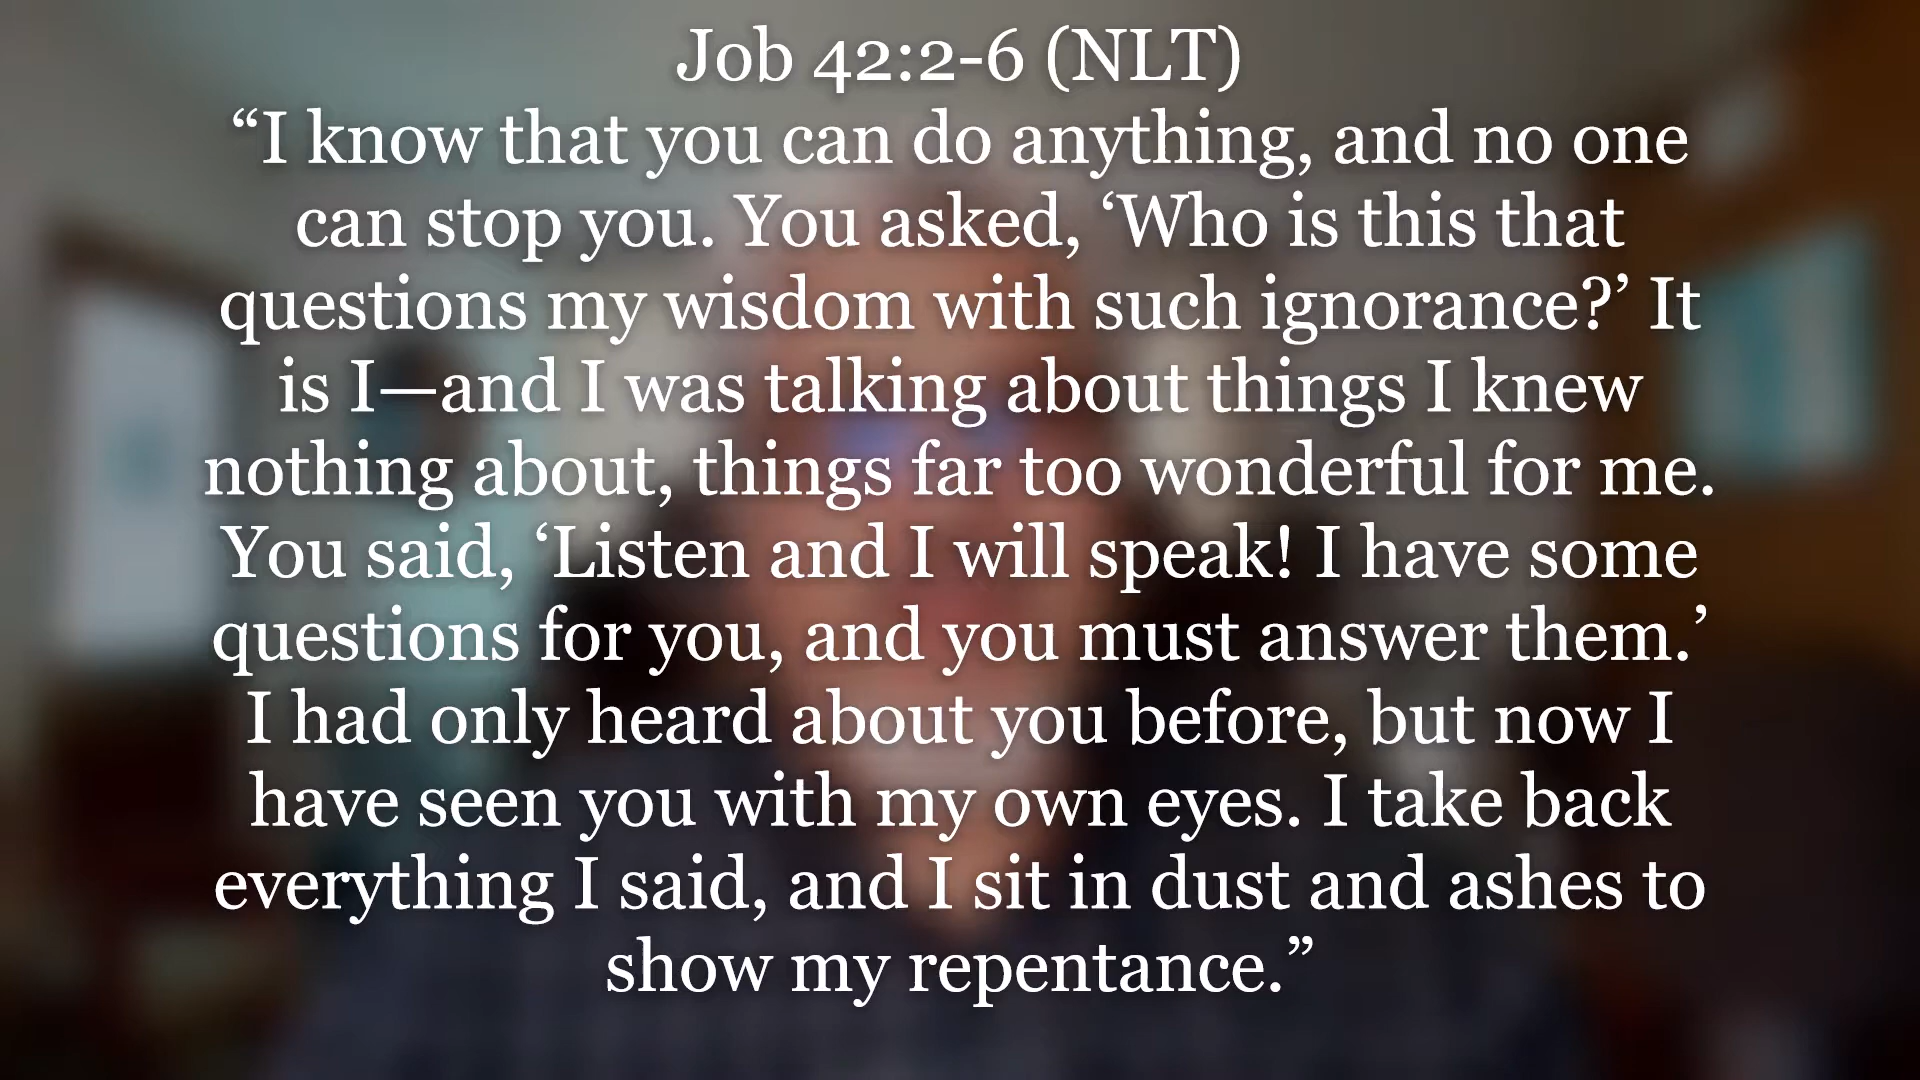 Job 42:2-6 (NLT)
“I know that you can do anything, and no one
can stop you. You asked, ‘Who is this that
questions my wisdom with such ignorance?’ It
is I—and I was talking about things I knew
nothing about, things far too wonderful for me.
You said, ‘Listen and I will speak! I have some
questions for you, and you must answer them.’
I had only heard about you before, but now I
have seen you with my own eyes. I take back
everything I said, and I sit in dust and ashes to
show my repentance.”